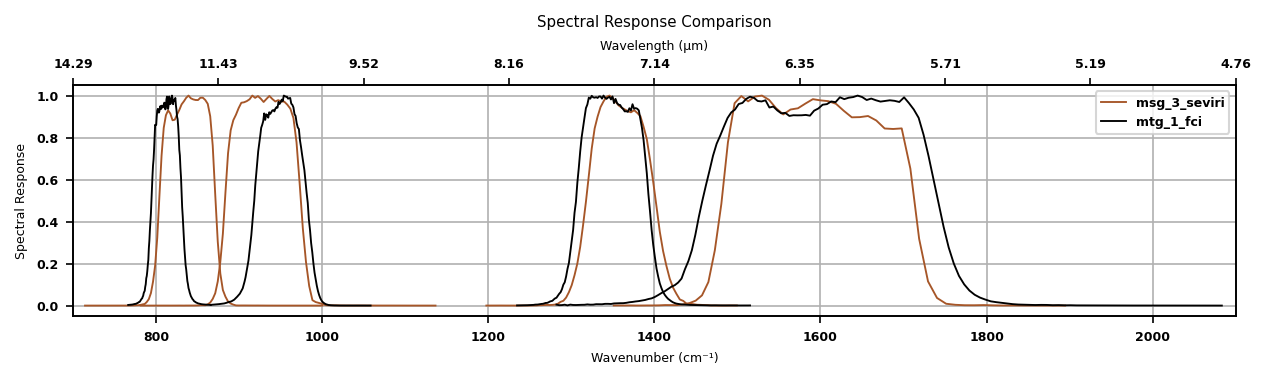 Spectral Response Comparison
Wavelength (μm)
14.29 11.43 9.52 8.16 7.14 6.35 5.71 5.19 4.76
1.0
0.8
0.6
0.4
0.2
0.0
Spectral Response
msg_3_seviri
mtg_1_fci
800 1000 1200 1400 1600 1800 2000
Wavenumber (cm⁻¹)